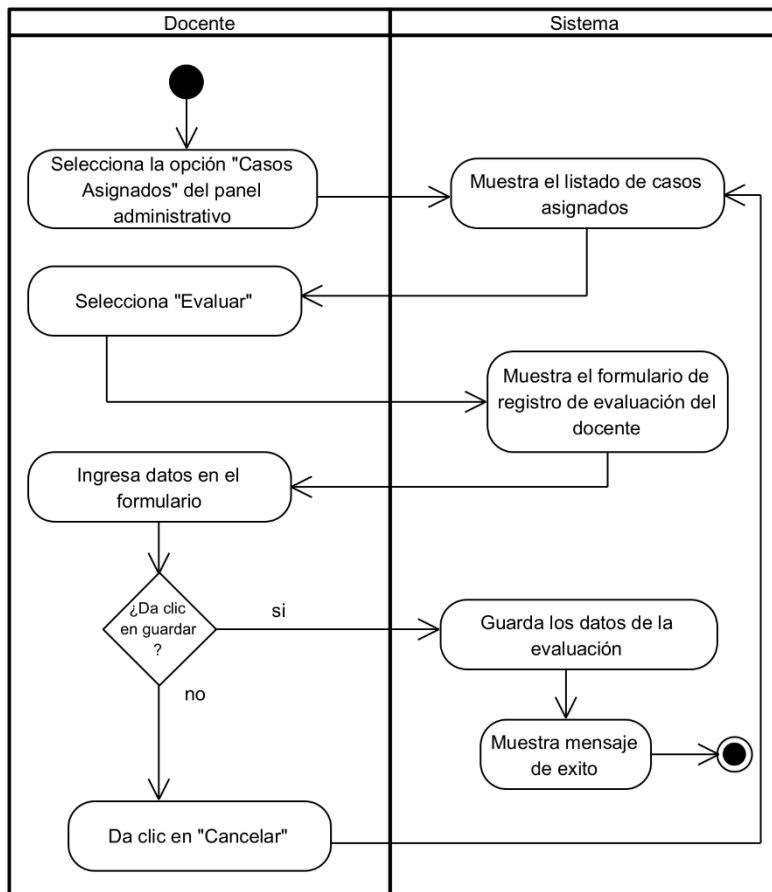 Docente
Sistema
Selecciona la opción "Casos
Asignados" del panel
administrativo
Muestra el listado de casos
asignados
Selecciona "Evaluar"
Muestra el formulario de
registro de evaluación del
docente
Ingresa datos en el
formulario
¿Da clic
en guardar
?
si
no
Guarda los datos de la
evaluación
Muestra mensaje
de exito
Da clic en "Cancelar"